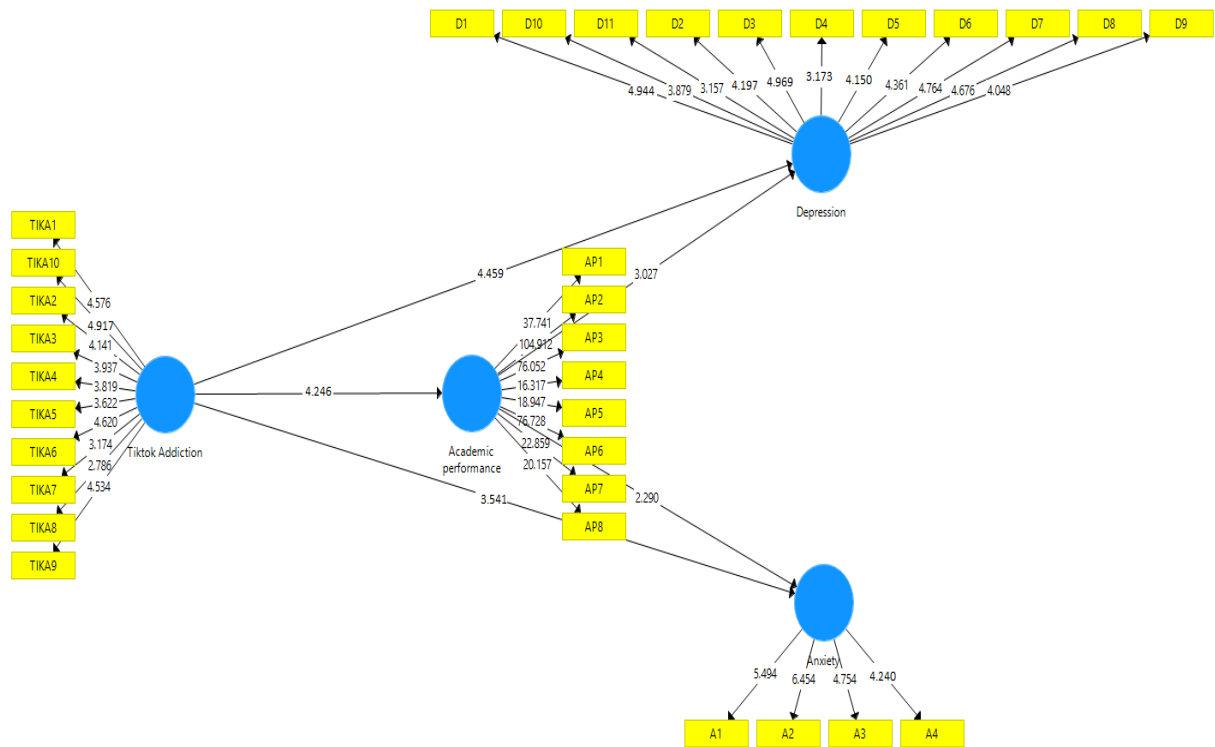 D1 D10 D11 D2 D3 D4 D5 D6 D7 D8 D9
4.944 3.879 3.157 4.197 4.969 3.173 4.150 4.361 4.764 4.676 4.048
Depression
TIKA1
TIKA10
TIKA2
TIKA3
TIKA4
TIKA5
TIKA6
TIKA7
TIKA8
TIKA9
4.576
4.917
4.141
3.937
3.819
3.622
4.620
3.174
2.786
4.534
Tiktok Addiction
4.459
4.246
3.541
Academic
performance
37.741
104.912
76.052
16.317
18.947
76.728
22.859
20.157
AP1
AP2
AP3
AP4
AP5
AP6
AP7
AP8
3.027
2.290
Anxiety
5.494 6.454 4.754 4.240
A1 A2 A3 A4